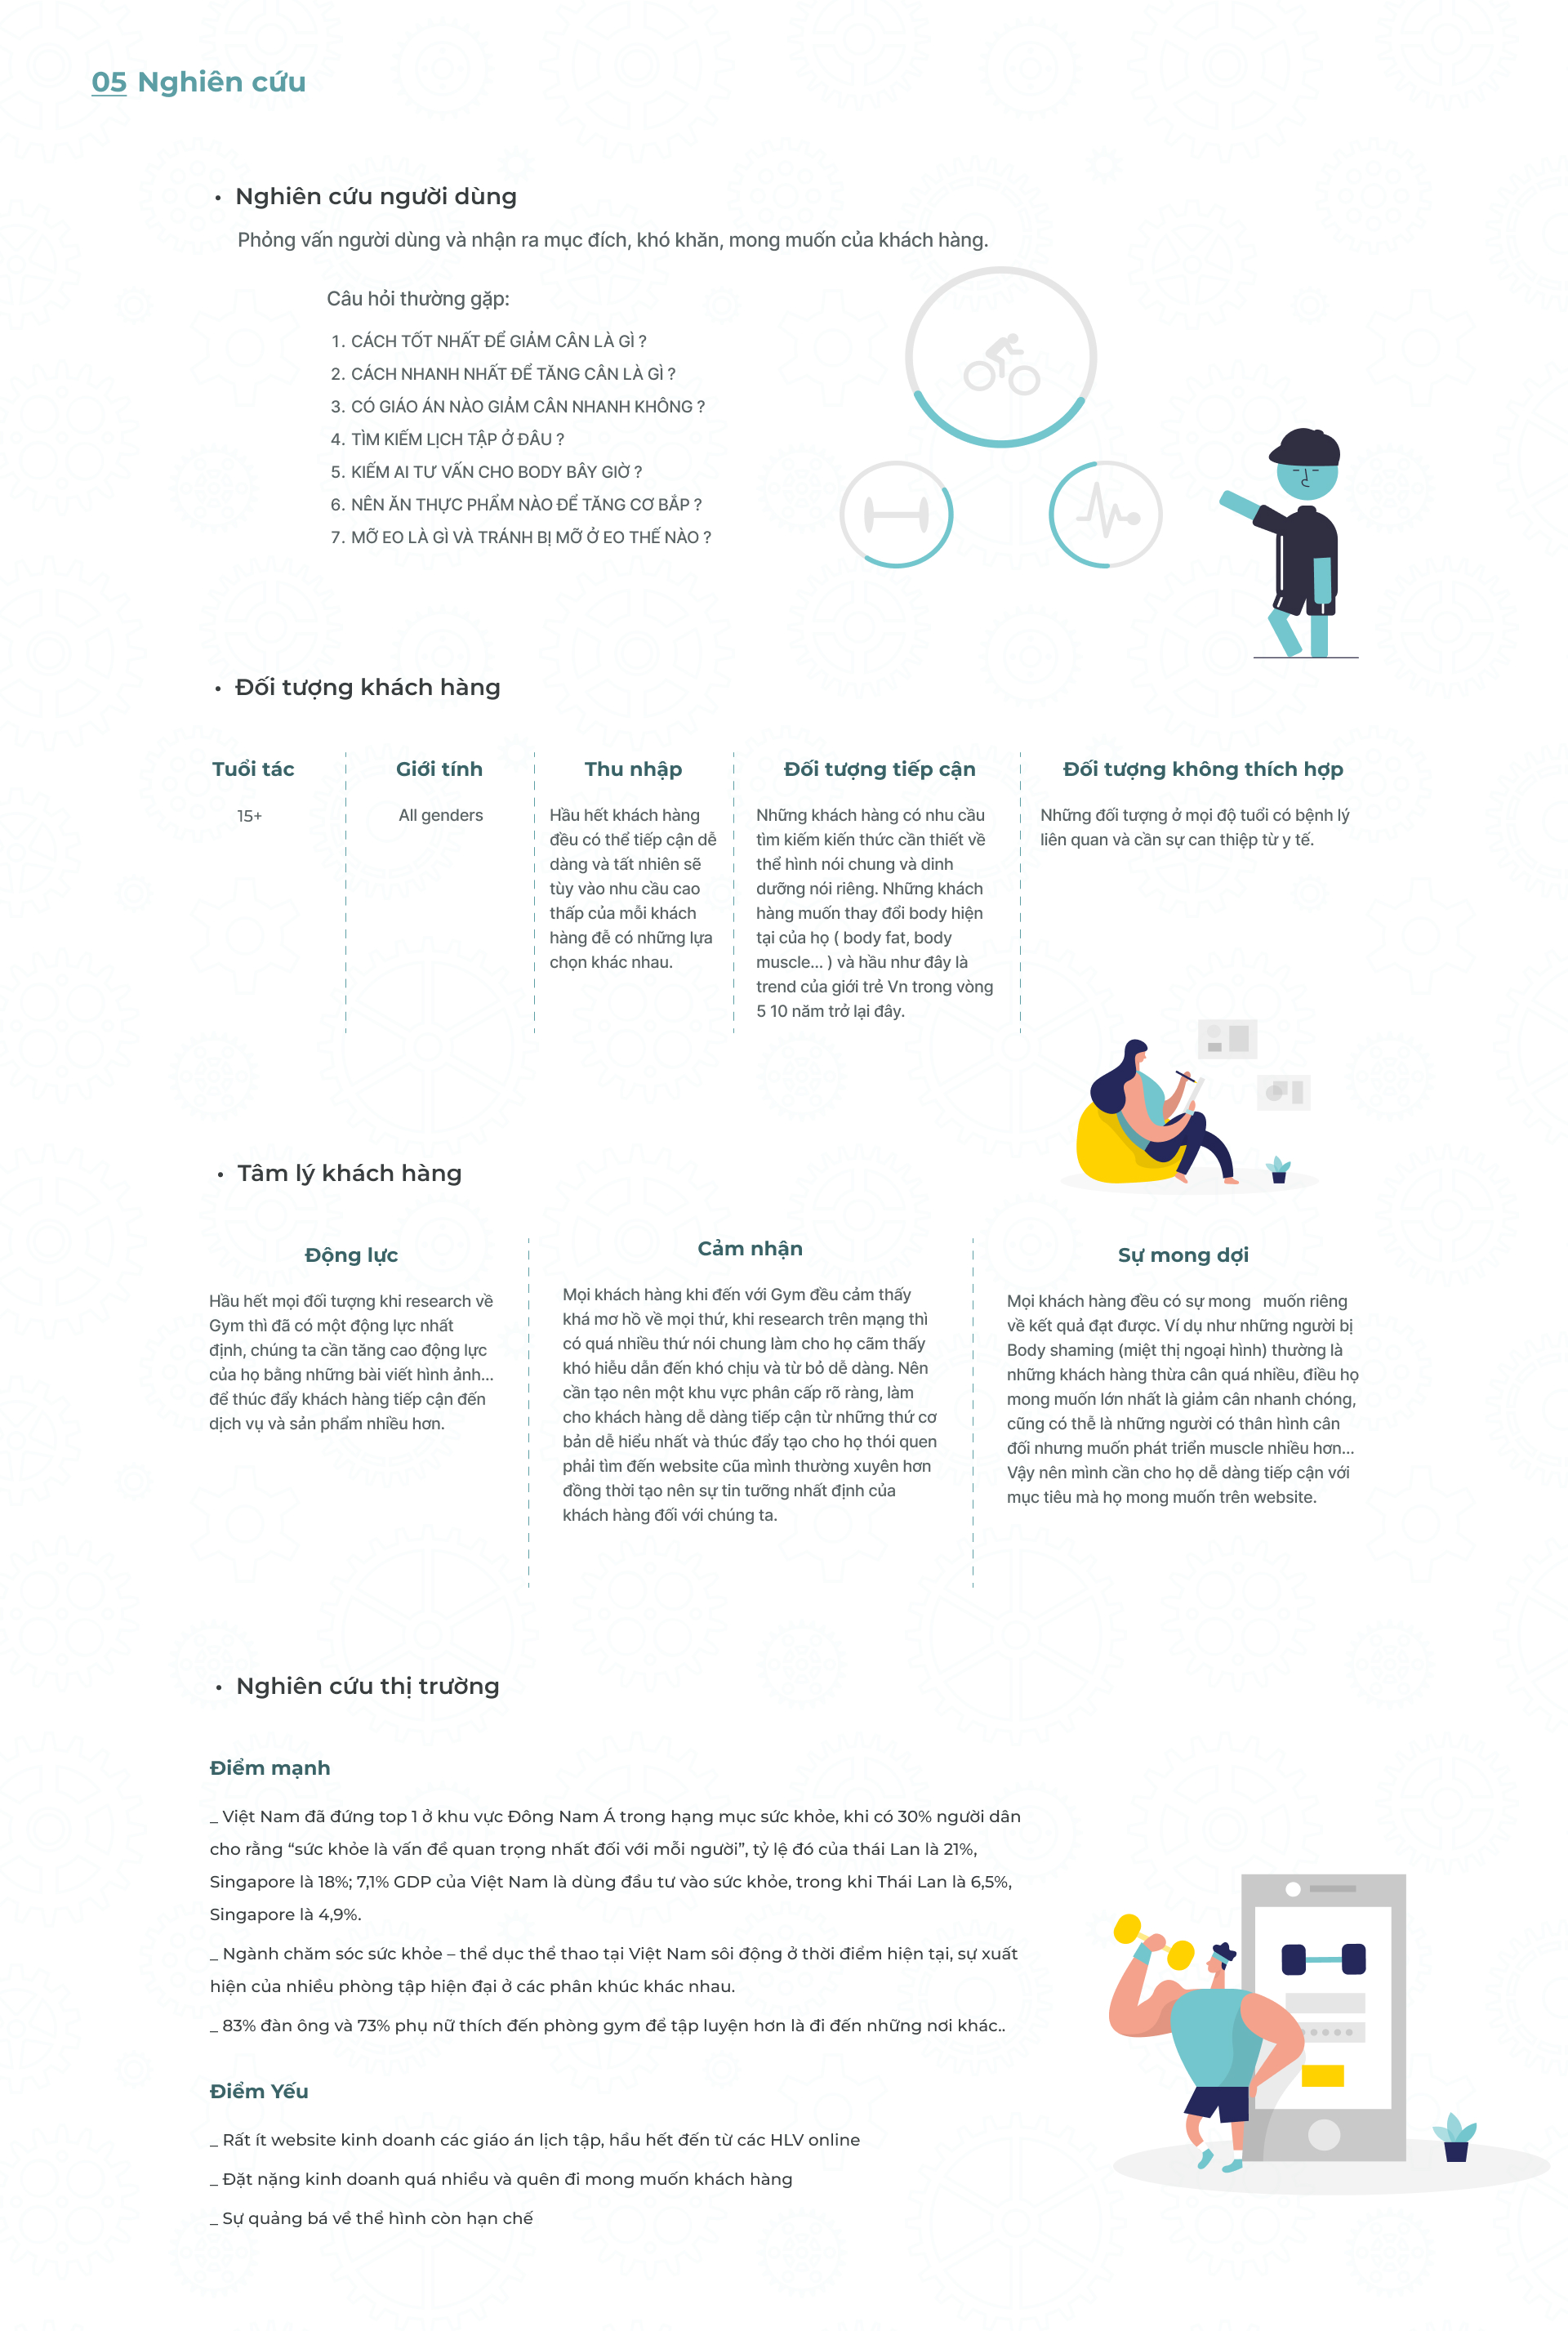 05 Nghiên cứu
• Nghiên cứu người dùng
Phỏng vấn người dùng và nhận ra mục đích, khó khăn, mong muốn của khách hàng.
Câu hỏi thường gặp:
1. CÁCH TỐT NHẤT ĐỂ GIẢM CÂN LÀ GÌ ?
2. CÁCH NHANH NHẤT ĐỂ TĂNG CÂN LÀ GÌ ?
3. CÓ GIÁO ÁN NÀO GIẢM CÂN NHANH KHÔNG ?
4. TÌM KIẾM LỊCH TẬP Ở ĐÂU ?
5. KIẾM AI TƯ VẤN CHO BODY BÂY GIỜ ?
6. NÊN ĂN THỰC PHẨM NÀO ĐỂ TĂNG CƠ BẮP ?
7. MỠ EO LÀ GÌ VÀ TRÁNH BỊ MỠ Ở EO THẾ NÀO ?
• Đối tượng khách hàng
Tuổi tác
15+
Giới tính
All genders
Thu nhập
Hầu hết khách hàng
đều có thể tiếp cận dễ
dàng và tất nhiên sẽ
tùy vào nhu cầu cao
thấp của mỗi khách
hàng đễ có những lựa
chọn khác nhau.
Đối tượng tiếp cận
Những khách hàng có nhu cầu
tìm kiếm kiến thức cần thiết về
thể hình nói chung và dinh
dưỡng nói riêng. Những khách
hàng muốn thay đổi body hiện
tại của họ ( body fat, body
muscle... ) và hầu như đây là
trend của giới trẻ Vn trong vòng
5 10 năm trở lại đây.
Đối tượng không thích hợp
Những đối tượng ở mọi độ tuổi có bệnh lý
liên quan và cần sự can thiệp từ y tế.
• Tâm lý khách hàng
Động lực
Hầu hết mọi đối tượng khi research về
Gym thì đã có một động lực nhất
định, chúng ta cần tăng cao động lực
của họ bằng những bài viết hình ảnh...
để thúc đẩy khách hàng tiếp cận đến
dịch vụ và sản phẩm nhiều hơn.
Cảm nhận
Mọi khách hàng khi đến với Gym đều cảm thấy
khá mơ hồ về mọi thứ, khi research trên mạng thì
có quá nhiều thứ nói chung làm cho họ cãm thấy
khó hiễu dẫn đến khó chịu và từ bỏ dễ dàng. Nên
cần tạo nên một khu vực phân cấp rõ ràng, làm
cho khách hàng dễ dàng tiếp cận từ những thứ cơ
bản dễ hiểu nhất và thúc đẩy tạo cho họ thói quen
phải tìm đến website cũa mình thường xuyên hơn
đồng thời tạo nên sự tin tưỡng nhất định của
khách hàng đối với chúng ta.
Sự mong dợi
Mọi khách hàng đều có sự mong muốn riêng
về kết quả đạt được. Ví dụ như những người bị
Body shaming (miệt thị ngoại hình) thường là
những khách hàng thừa cân quá nhiều, điều họ
mong muốn lớn nhất là giảm cân nhanh chóng,
cũng có thễ là những người có thân hình cân
đối nhưng muốn phát triển muscle nhiều hơn...
Vậy nên mình cần cho họ dễ dàng tiếp cận với
mục tiêu mà họ mong muốn trên website.
• Nghiên cứu thị trường
Điểm mạnh
_ Việt Nam đã đứng top 1 ở khu vực Đông Nam Á trong hạng mục sức khỏe, khi có 30% người dân
cho rằng “sức khỏe là vấn đề quan trọng nhất đối với mỗi người”, tỷ lệ đó của thái Lan là 21%,
Singapore là 18%; 7,1% GDP của Việt Nam là dùng đầu tư vào sức khỏe, trong khi Thái Lan là 6,5%,
Singapore là 4,9%.
_ Ngành chăm sóc sức khỏe – thể dục thể thao tại Việt Nam sôi động ở thời điểm hiện tại, sự xuất
hiện của nhiều phòng tập hiện đại ở các phân khúc khác nhau.
_ 83% đàn ông và 73% phụ nữ thích đến phòng gym để tập luyện hơn là đi đến những nơi khác..
Điểm Yếu
_ Rất ít website kinh doanh các giáo án lịch tập, hầu hết đến từ các HLV online
_ Đặt nặng kinh doanh quá nhiều và quên đi mong muốn khách hàng
_ Sự quảng bá về thể hình còn hạn chế